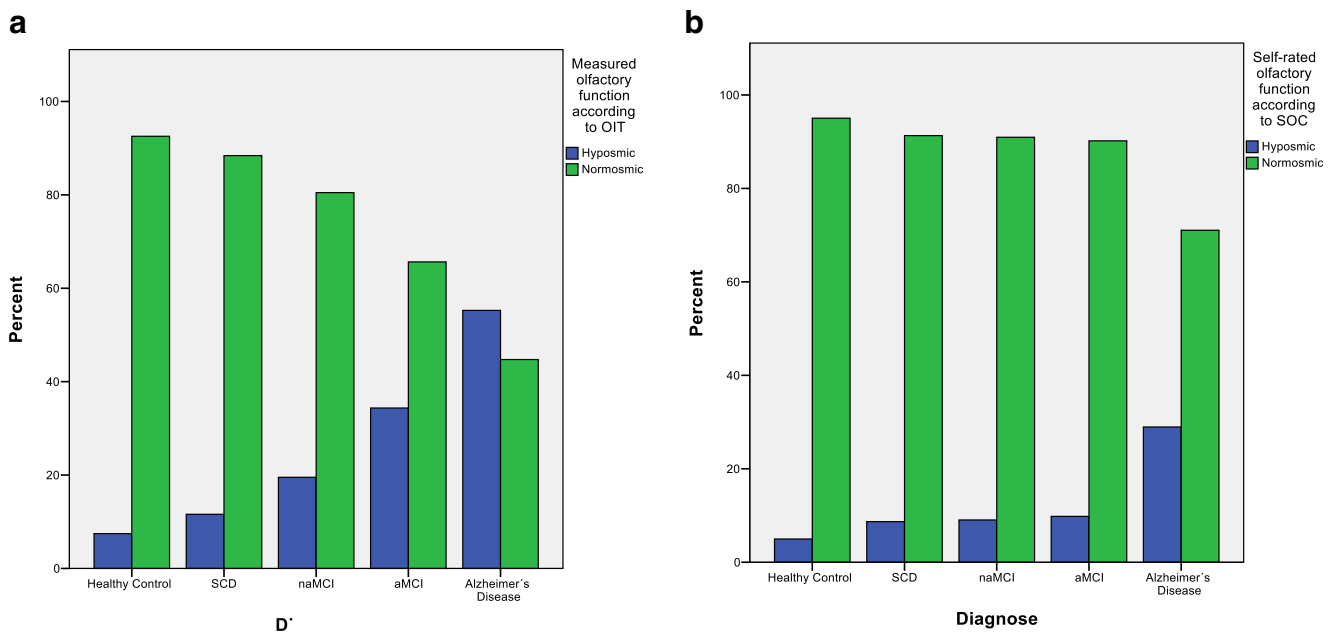 a
Measured
olfactory
function
according
to OIT
Hyposmic
Normosmic
Percent
100
80
60
40
20
0
Healthy Control
SCD
naMCI
aMCI
Alzheimer´s
Disease
D
b
Self-rated
olfactory
function
according
to SOC
Hyposmic
Normosmic
Percent
100
80
60
40
20
0
Healthy Control
SCD
naMCI
aMCI
Alzheimer´s
Disease
Diagnose